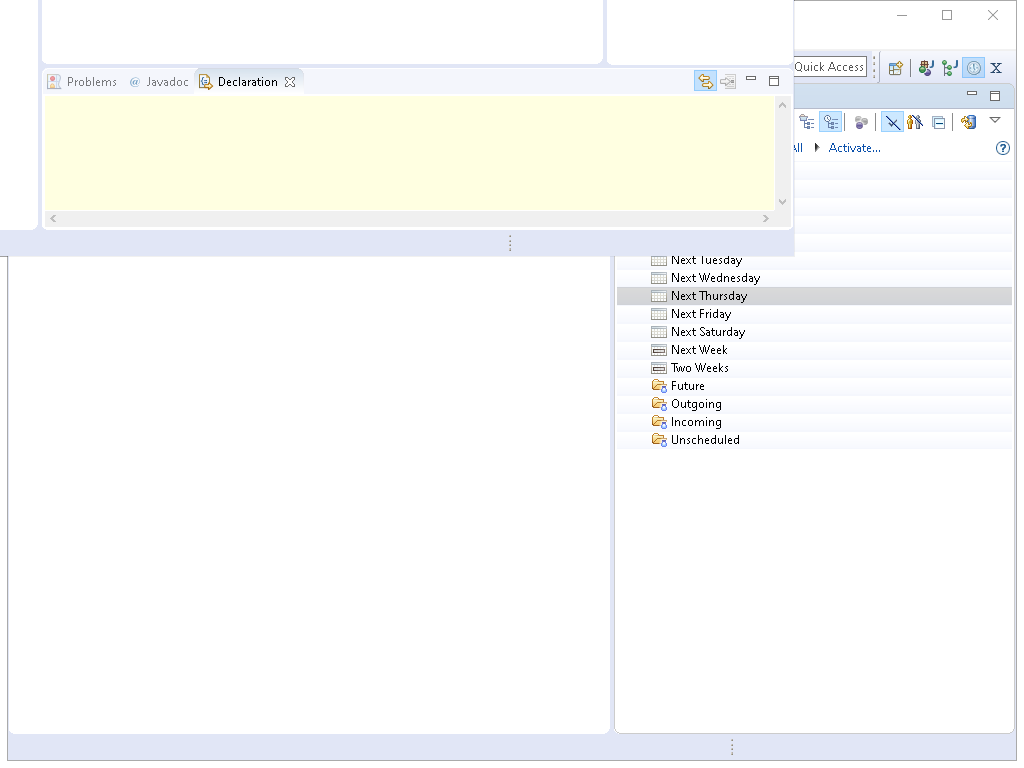 Problems @ Javadoc Declaration
Quick Access
All Activate...
Next Tuesday
Next Wednesday
Next Thursday
Next Friday
Next Saturday
Next Week
Two Weeks
Future
Outgoing
Incoming
Unscheduled